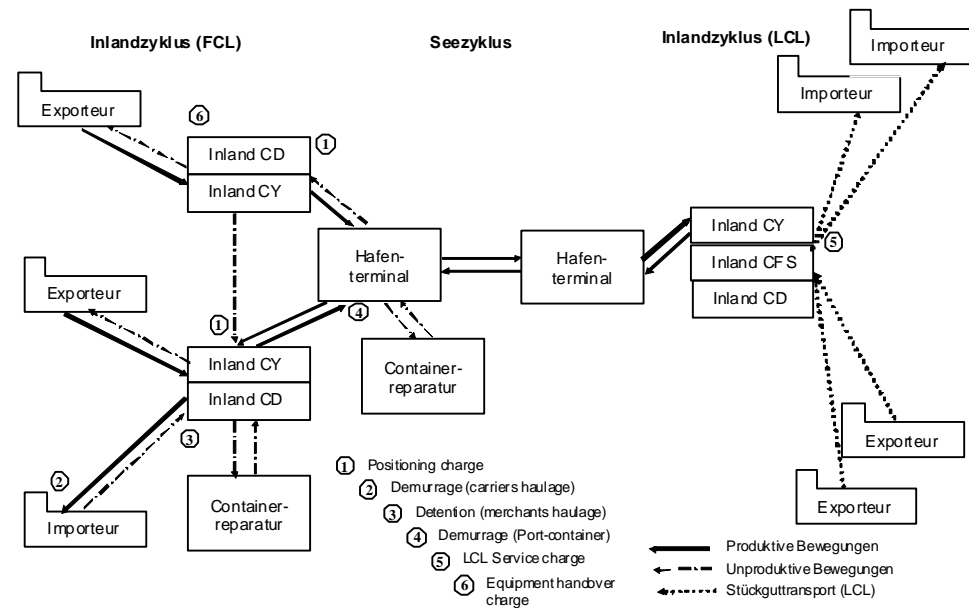 Inlandzyklus (FCL)
Seezyklus
Inlandzyklus (LCL)
Importeur
Importeur
Exporteur
6
1
Inland CD
Inland CY
Hafen-
terminal
Hafen-
terminal
Inland CY
5
Inland CFS
Inland CD
Exporteur
1
4
Inland CY
Inland CD
Container-
reparatur
3
2
Importeur
Container-
reparatur
Exporteur
Exporteur
1 Positioning charge
2 Demurrage (carriers haulage)
3 Detention (merchants haulage)
4 Demurrage (Port-container)
5 LCL Service charge
6 Equipment handover
charge
Produktive Bewegungen
Unproduktive Bewegungen
Stückguttransport (LCL)